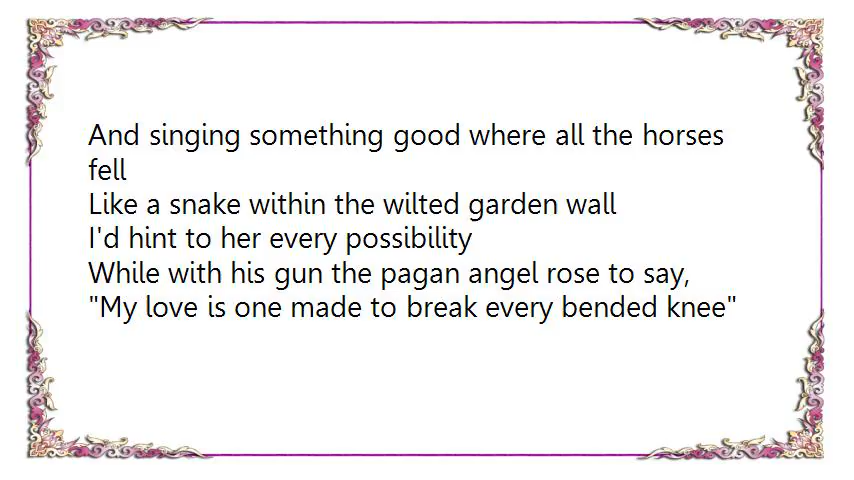 And singing something good where all the horses
fell
Like a snake within the wilted garden wall
I'd hint to her every possibility
While with his gun the pagan angel rose to say,
"My love is one made to break every bended knee"